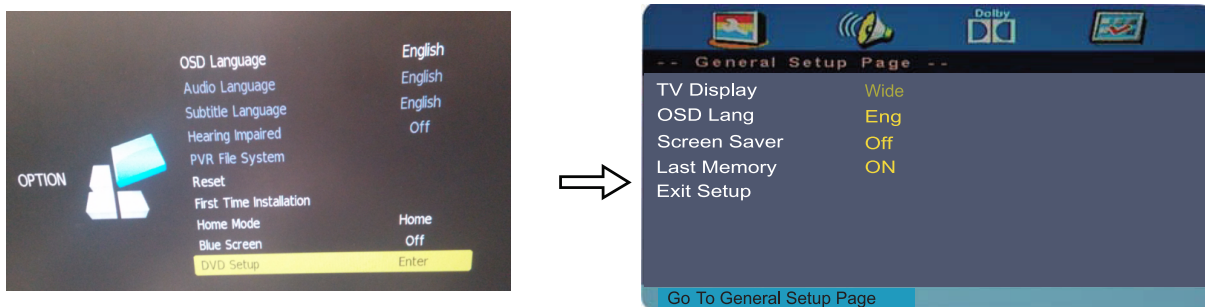 OSD Language English
Audio Language English
Subtitle Language English
Hearing Impaired Off
PVR File System
OPTION
Reset
First Time Installation
Home Mode Home
Blue Screen Off
DVD Setup Enter
Dolby
-- General Setup Page --
TV Display Wide
OSD Lang Eng
Screen Saver Off
Last Memory ON
Exit Setup
Go To General Setup Page